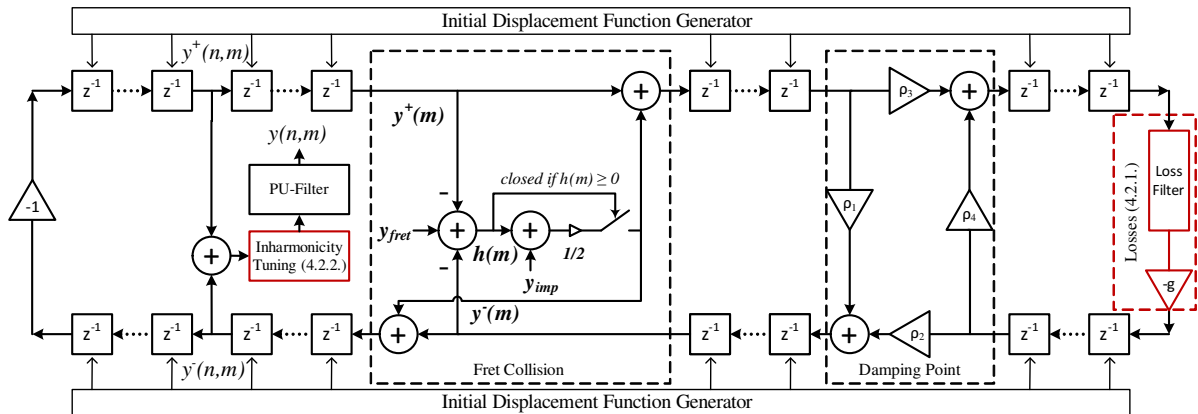 Initial Displacement Function Generator
y⁺(n,m)
z⁻¹ z⁻¹ z⁻¹ z⁻¹ + z⁻¹ z⁻¹ ρ₃ + z⁻¹ z⁻¹
y⁺(m)
y(n,m)
PU-Filter
closed if h(m) ≥ 0
Loss
Filter
Losses (4.2.1.)
-1
−
ρ₁
ρ₄
y_fret + h(m) + 1/2
+
Inharmonicity
Tuning (4.2.2.)
−
y_imp
-g
y⁻(m)
z⁻¹ z⁻¹ z⁻¹ z⁻¹ + z⁻¹ z⁻¹ + ρ₂ z⁻¹ z⁻¹
y⁻(n,m)
Fret Collision
Damping Point
Initial Displacement Function Generator